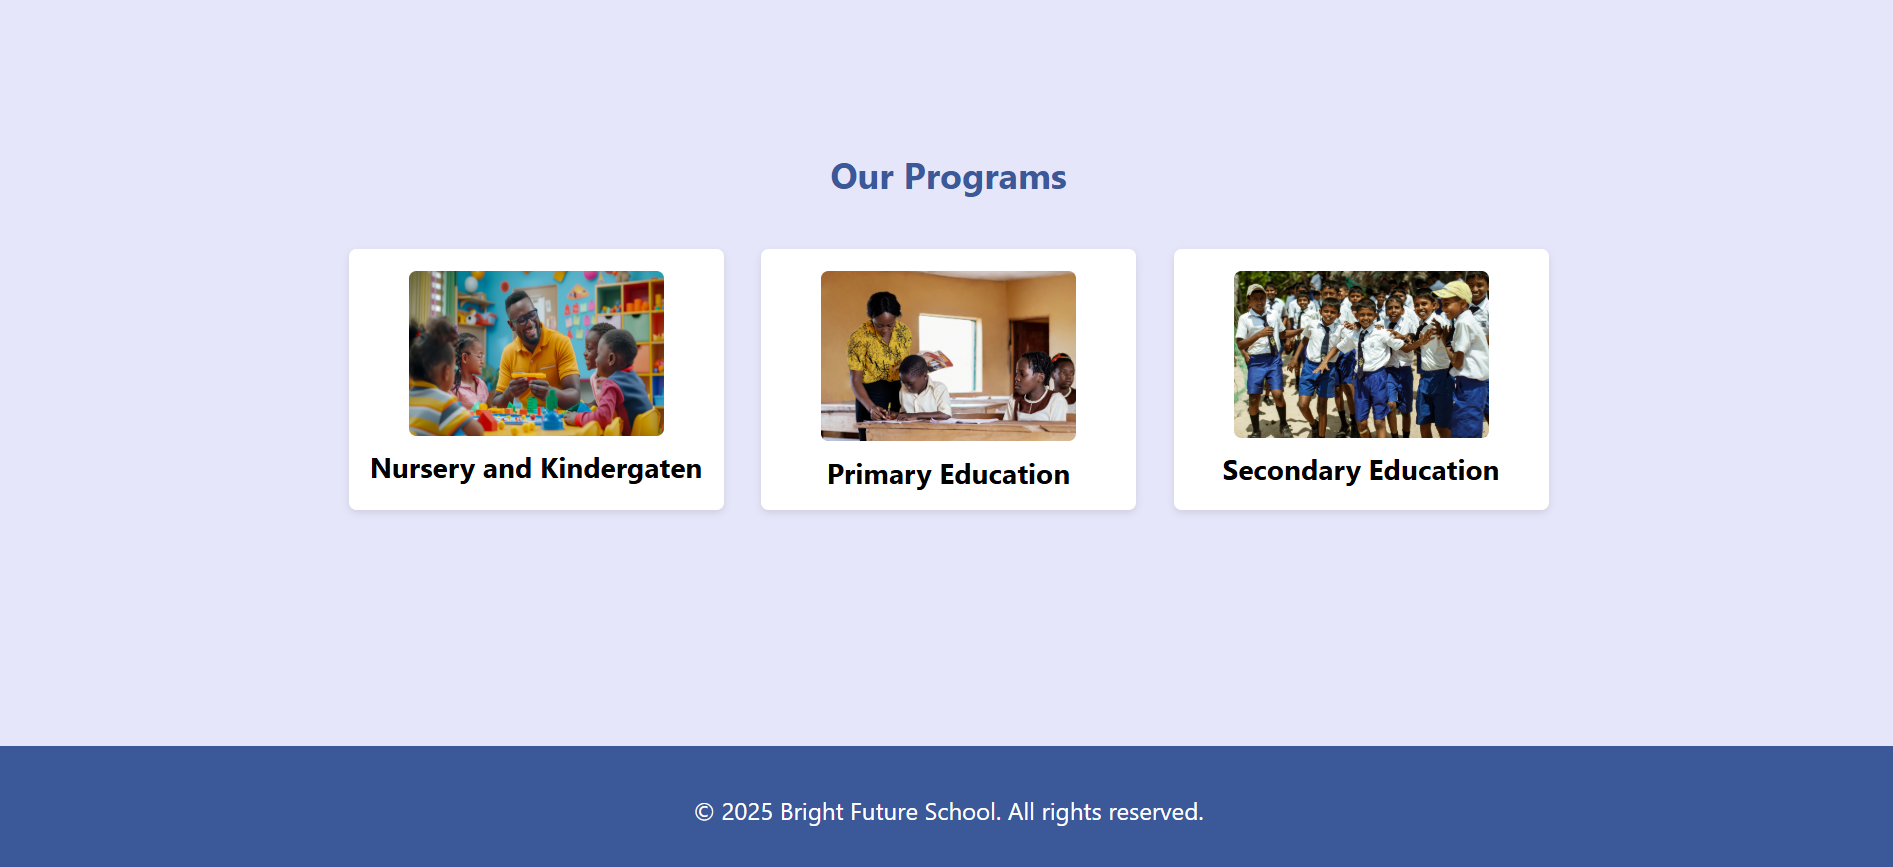 Our Programs
Nursery and Kindergaten
Primary Education
Secondary Education
© 2025 Bright Future School. All rights reserved.